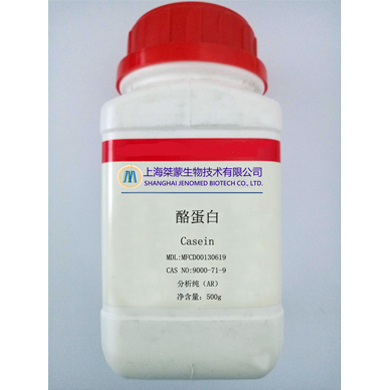 上海桀蒙生物技术有限公司
SHANGHAI JENOMED BIOTECH CO., LTD.
酪蛋白
Casein
MDL:MFCD00130619
CAS NO:9000-71-9
分析纯（AR）
净含量：500g